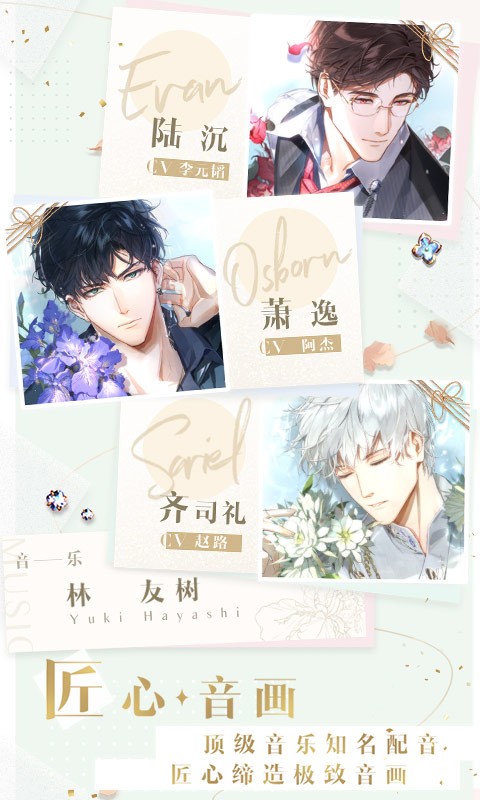 Evan
陆沉
CV 李元韬
Osborn
萧逸
CV 阿杰
Sariel
齐司礼
CV 赵路
MUSIC
音——乐
林 友树
Yuki Hayashi
匠心·音画
顶级音乐知名配音
匠心缔造极致音画